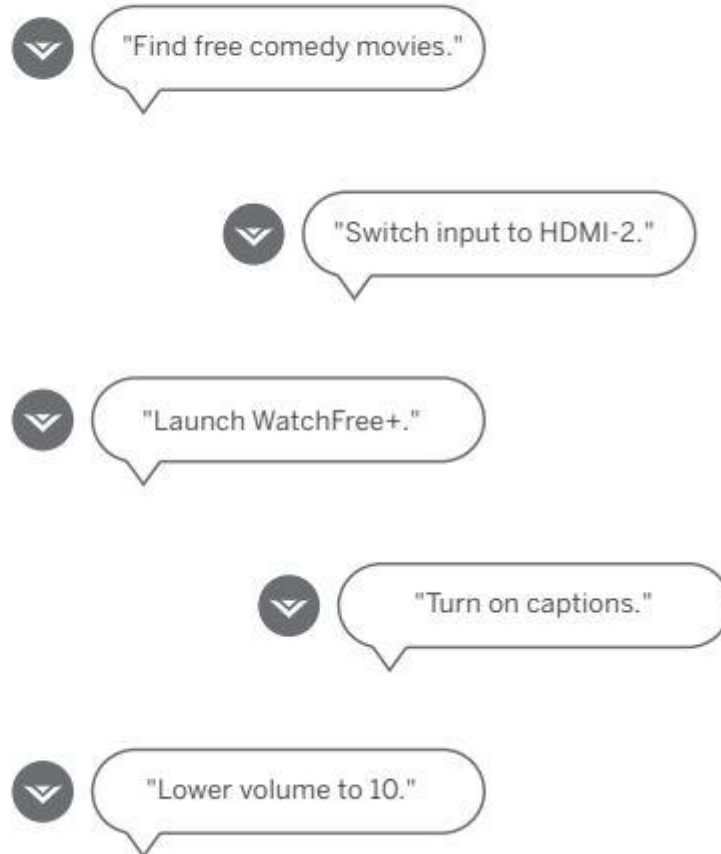 "Find free comedy movies."
"Switch input to HDMI-2."
"Launch WatchFree+."
"Turn on captions."
"Lower volume to 10."